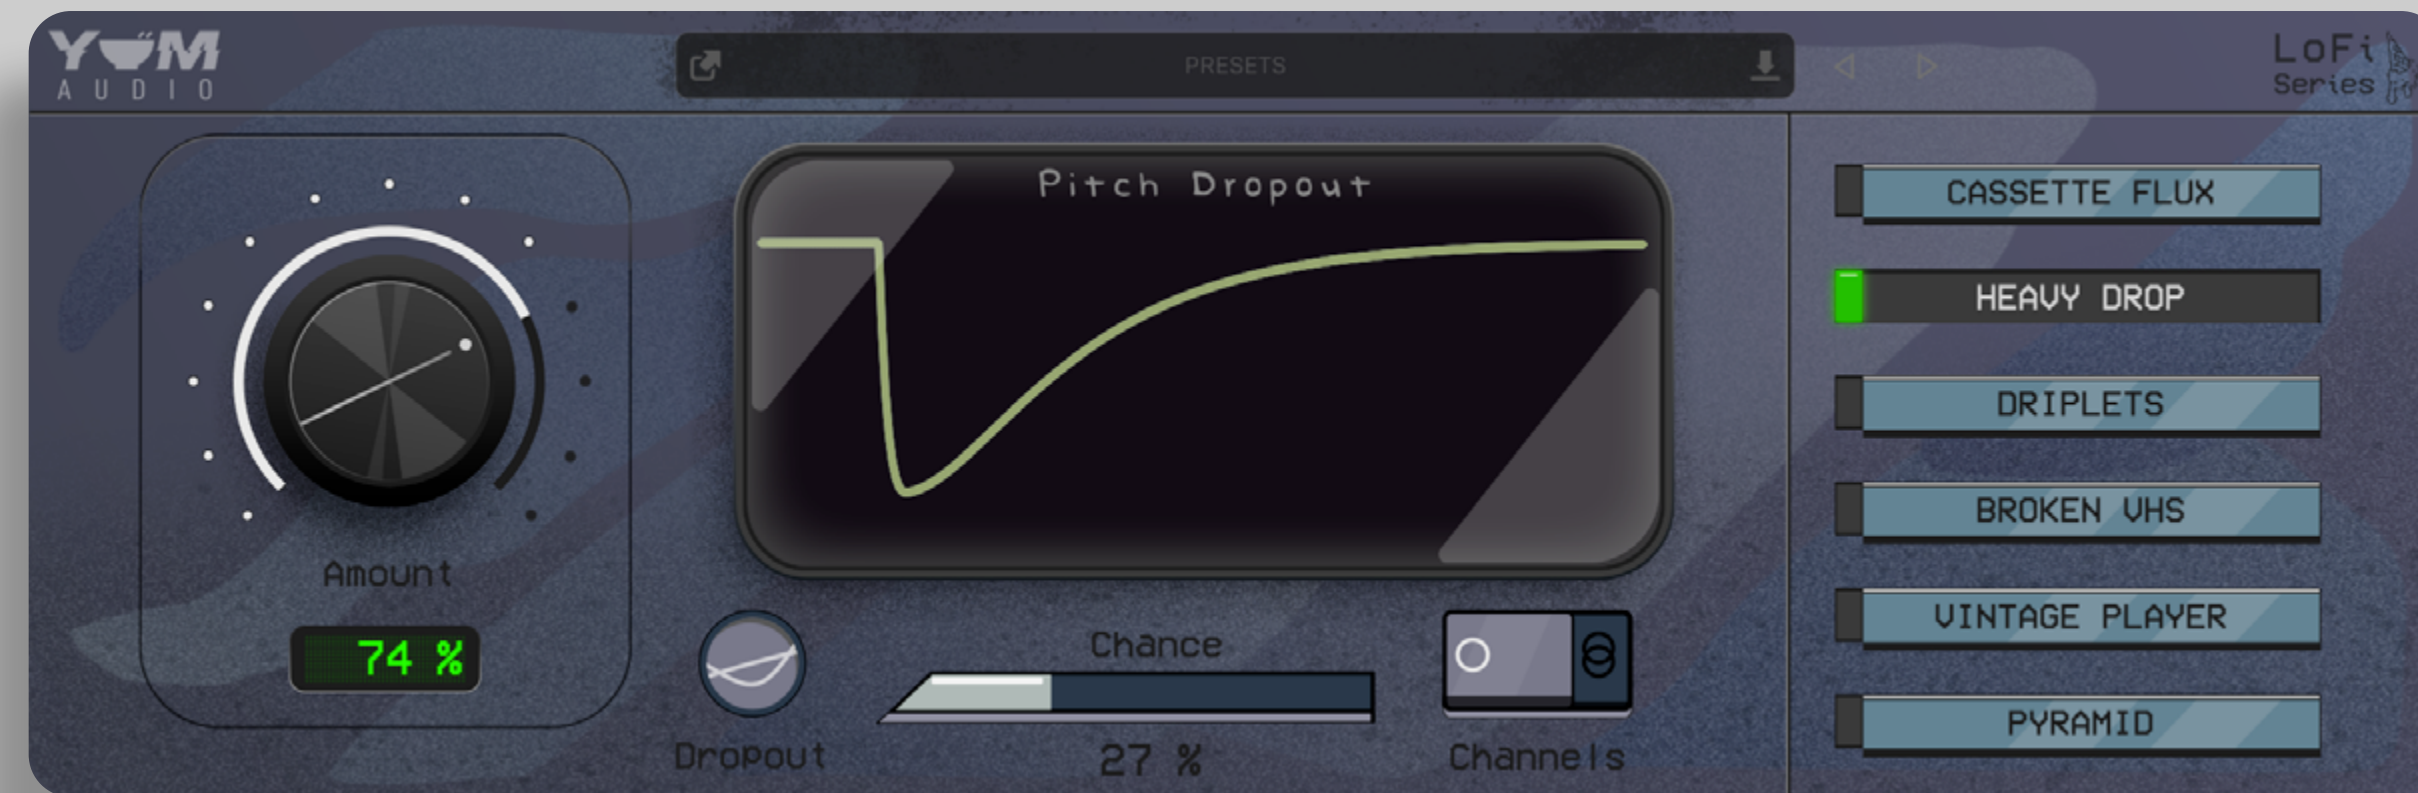 YUM
AUDIO
PRESETS
LoFi
Series
Pitch Dropout
CASSETTE FLUX
HEAVY DROP
DRIPLETS
BROKEN VHS
VINTAGE PLAYER
PYRAMID
Amount
74 %
Dropout
Chance
27 %
Channels